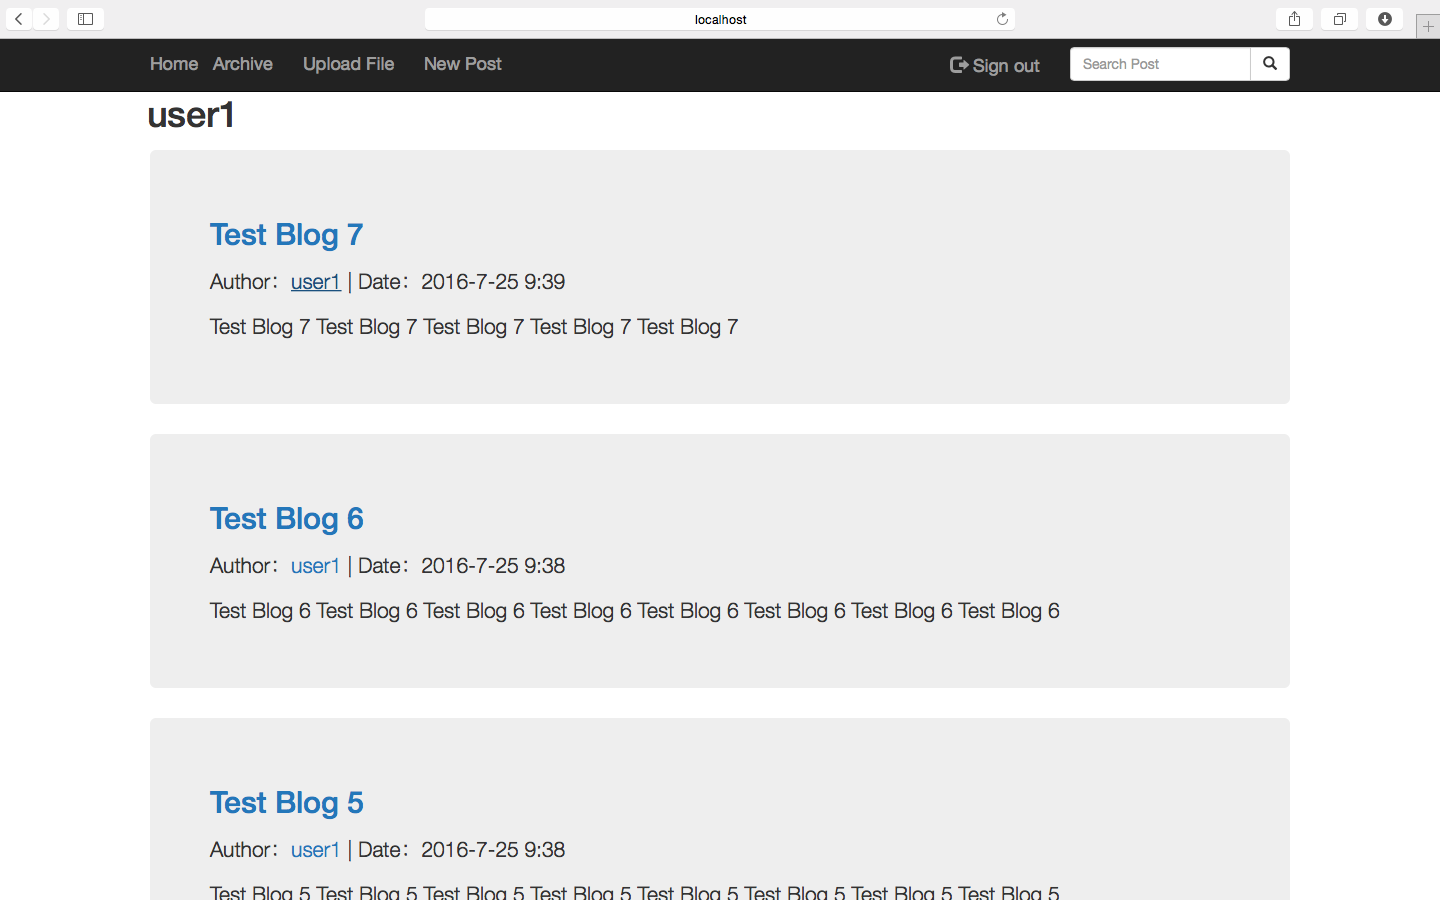 localhost
Home Archive Upload File New Post Sign out Search Post
user1
Test Blog 7
Author: user1 | Date: 2016-7-25 9:39
Test Blog 7 Test Blog 7 Test Blog 7 Test Blog 7 Test Blog 7
Test Blog 6
Author: user1 | Date: 2016-7-25 9:38
Test Blog 6 Test Blog 6 Test Blog 6 Test Blog 6 Test Blog 6 Test Blog 6 Test Blog 6 Test Blog 6
Test Blog 5
Author: user1 | Date: 2016-7-25 9:38
Test Blog 5 Test Blog 5 Test Blog 5 Test Blog 5 Test Blog 5 Test Blog 5 Test Blog 5 Test Blog 5